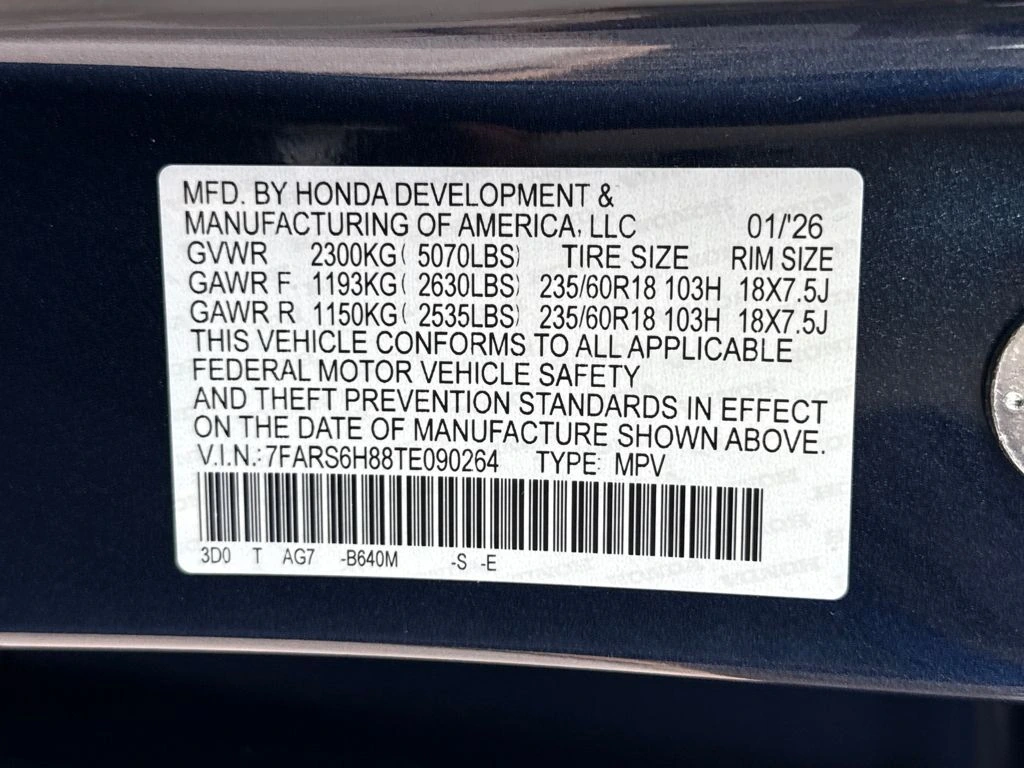 MFD. BY HONDA DEVELOPMENT &
MANUFACTURING OF AMERICA, LLC 01/'26
GVWR 2300KG( 5070LBS) TIRE SIZE RIM SIZE
GAWR F 1193KG( 2630LBS) 235/60R18 103H 18X7.5J
GAWR R 1150KG( 2535LBS) 235/60R18 103H 18X7.5J
THIS VEHICLE CONFORMS TO ALL APPLICABLE
FEDERAL MOTOR VEHICLE SAFETY
AND THEFT PREVENTION STANDARDS IN EFFECT
ON THE DATE OF MANUFACTURE SHOWN ABOVE.
V.I.N.:7FARS6H88TE090264 TYPE: MPV
3D0 T AG7 -B640M -S -E